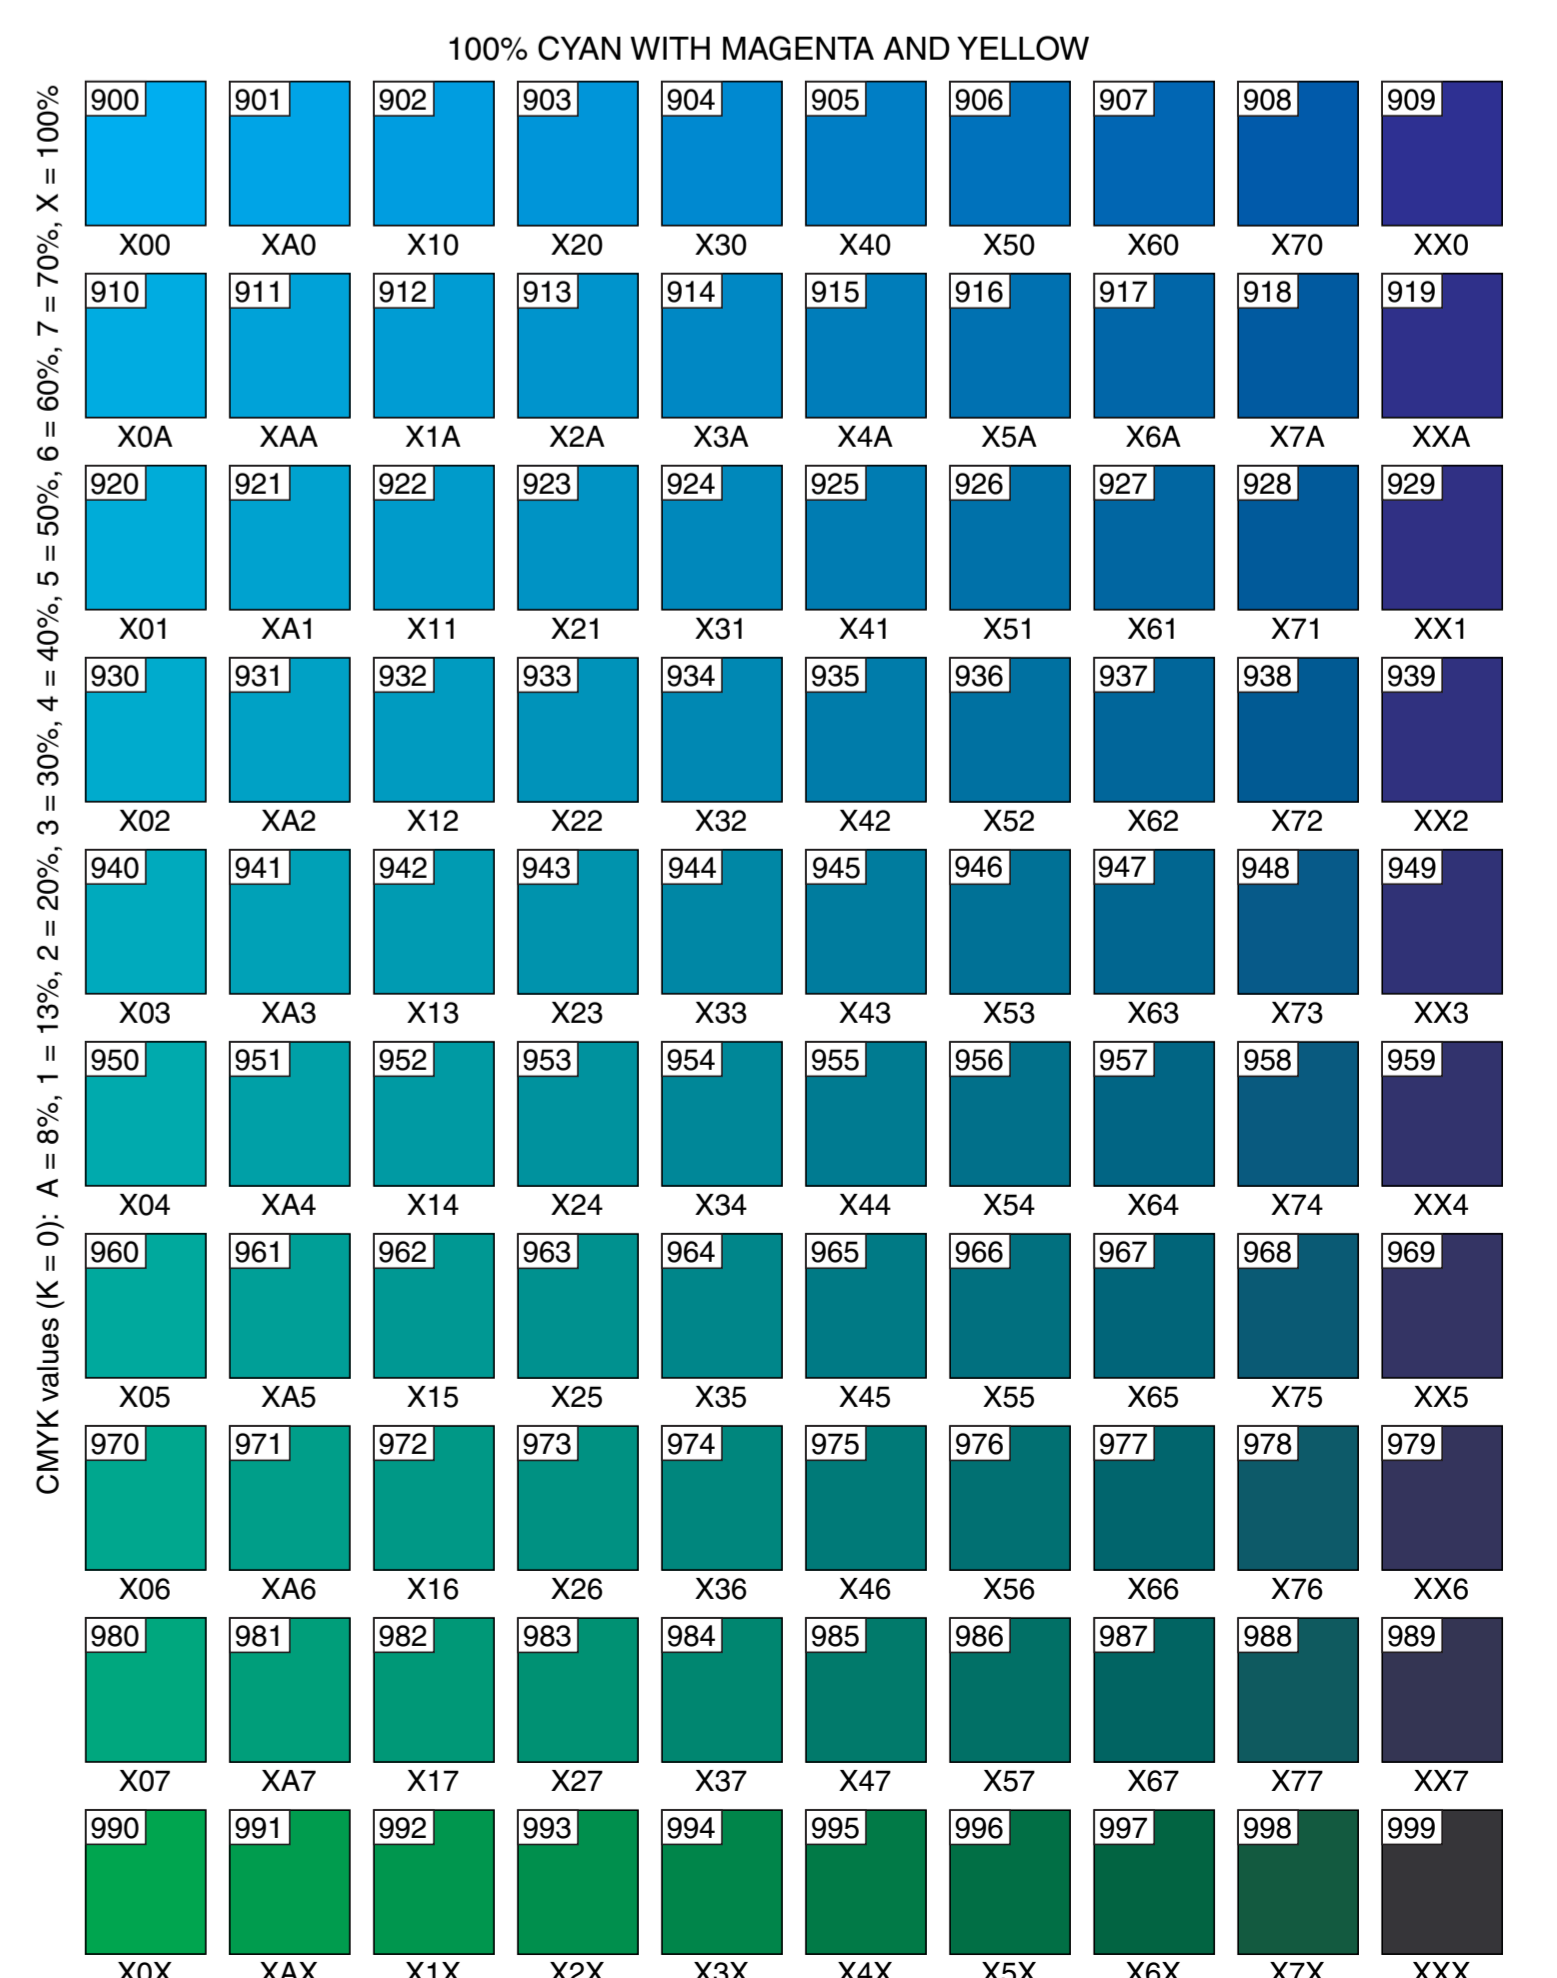 100% CYAN WITH MAGENTA AND YELLOW
CMYK values (K = 0): A = 8%, 1 = 13%, 2 = 20%, 3 = 30%, 4 = 40%, 5 = 50%, 6 = 60%, 7 = 70%, X = 100%
900 901 902 903 904 905 906 907 908 909
X00 XA0 X10 X20 X30 X40 X50 X60 X70 XX0
910 911 912 913 914 915 916 917 918 919
X0A XAA X1A X2A X3A X4A X5A X6A X7A XXA
920 921 922 923 924 925 926 927 928 929
X01 XA1 X11 X21 X31 X41 X51 X61 X71 XX1
930 931 932 933 934 935 936 937 938 939
X02 XA2 X12 X22 X32 X42 X52 X62 X72 XX2
940 941 942 943 944 945 946 947 948 949
X03 XA3 X13 X23 X33 X43 X53 X63 X73 XX3
950 951 952 953 954 955 956 957 958 959
X04 XA4 X14 X24 X34 X44 X54 X64 X74 XX4
960 961 962 963 964 965 966 967 968 969
X05 XA5 X15 X25 X35 X45 X55 X65 X75 XX5
970 971 972 973 974 975 976 977 978 979
X06 XA6 X16 X26 X36 X46 X56 X66 X76 XX6
980 981 982 983 984 985 986 987 988 989
X07 XA7 X17 X27 X37 X47 X57 X67 X77 XX7
990 991 992 993 994 995 996 997 998 999
X0X XAX X1X X2X X3X X4X X5X X6X X7X XXX